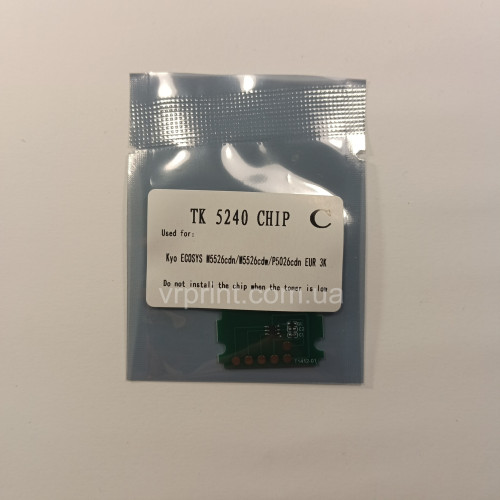 TK 5240 CHIP C
Used for:
Kyo ECOSYS M5526cdn/M5526cdw/P5026cdn EUR 3K
Do not install the chip when the toner is low
vrprint.com.ua